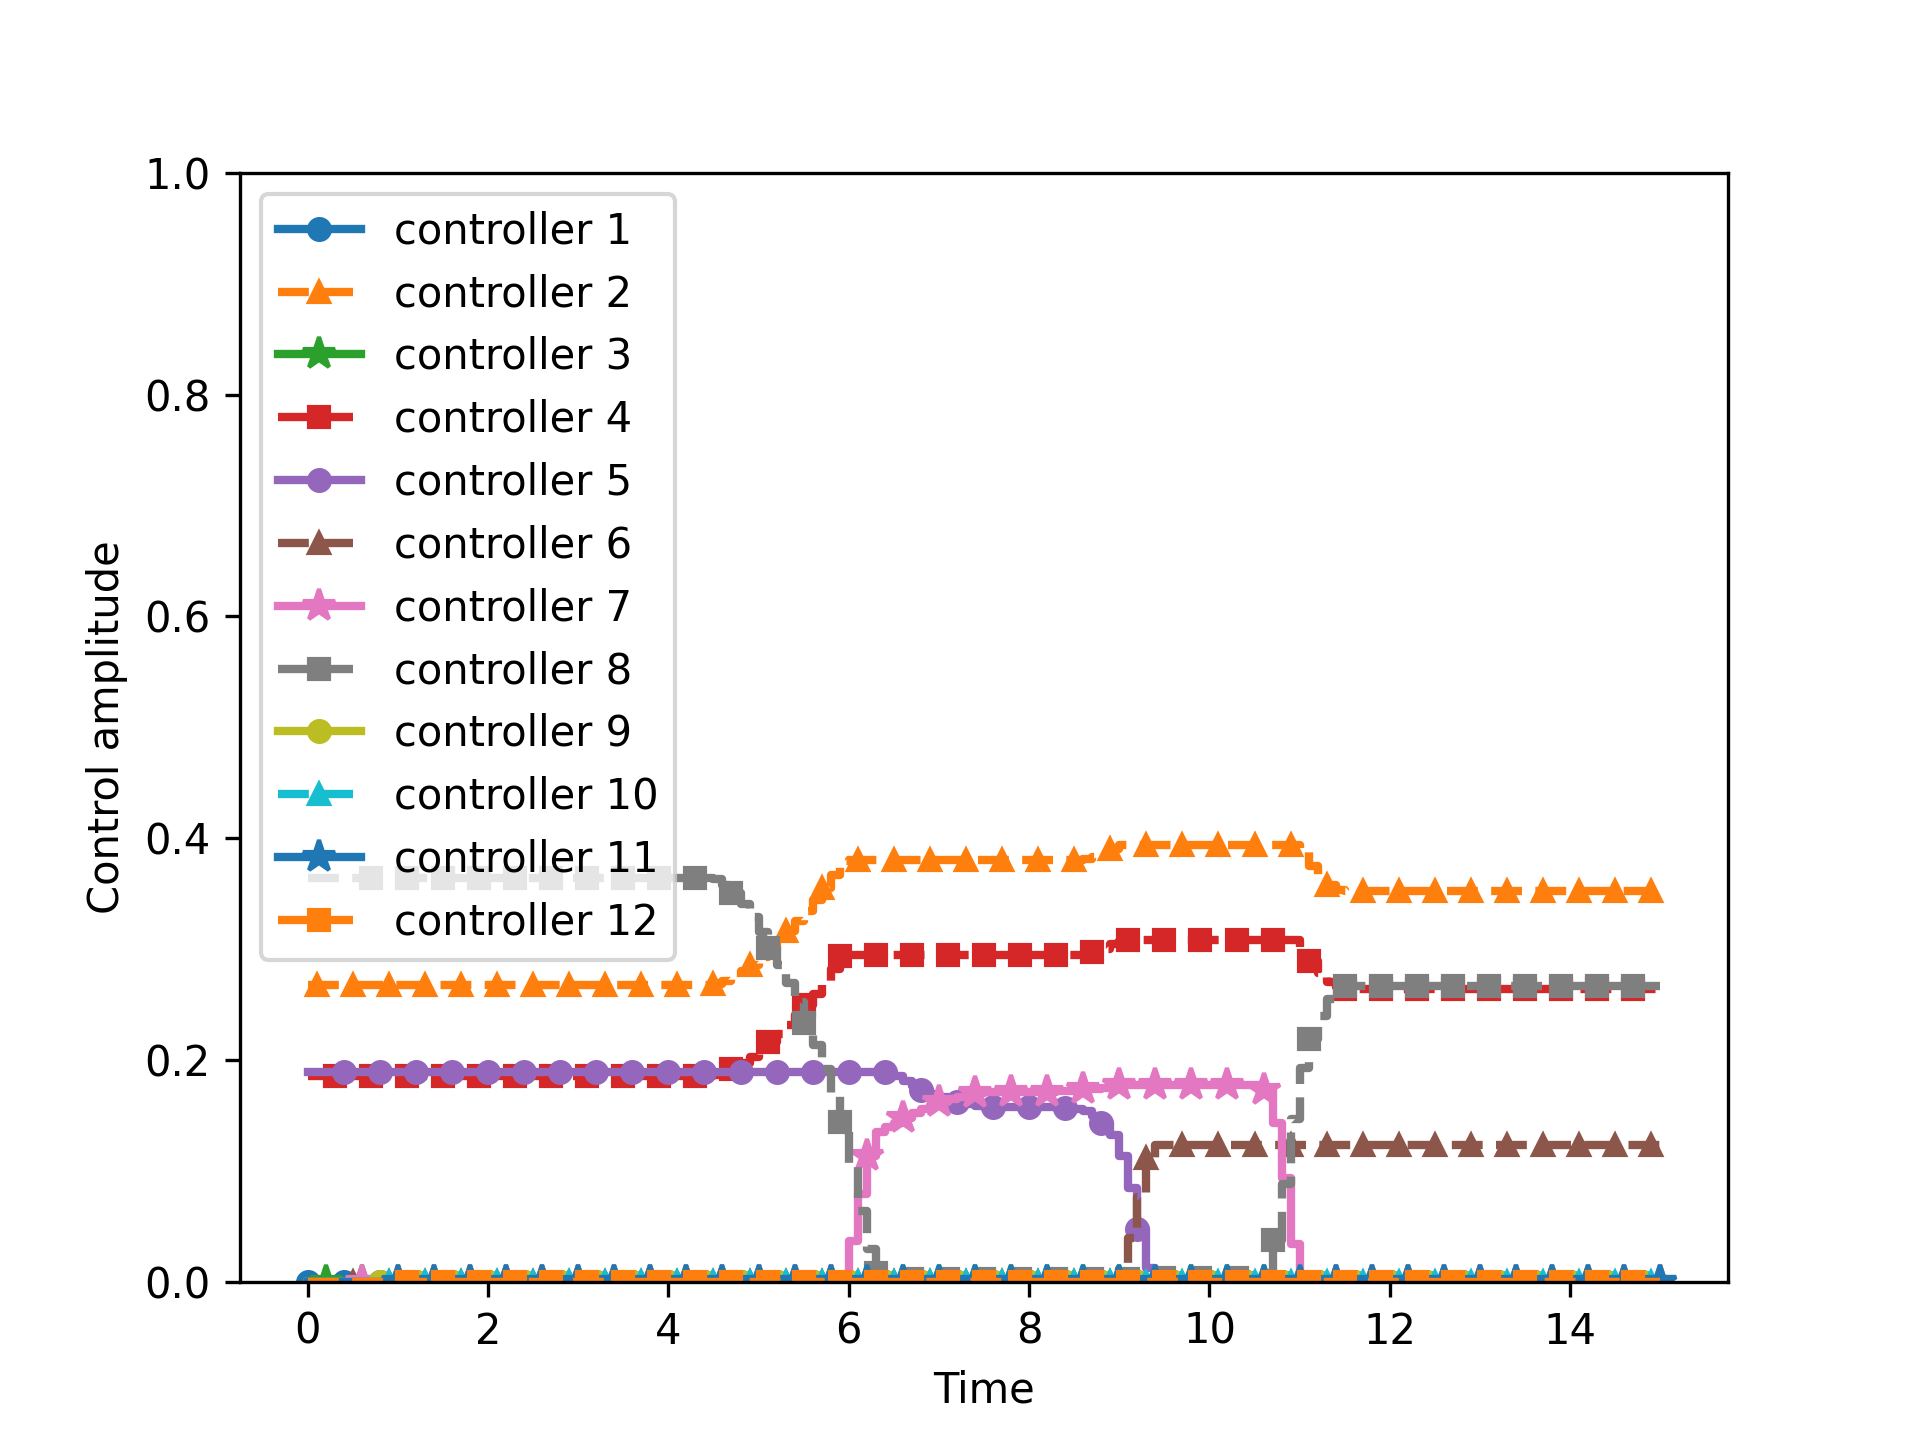 1.0
0.8
0.6
0.4
0.2
0.0
Control amplitude
controller 1
controller 2
controller 3
controller 4
controller 5
controller 6
controller 7
controller 8
controller 9
controller 10
controller 11
controller 12
0 2 4 6 8 10 12 14
Time